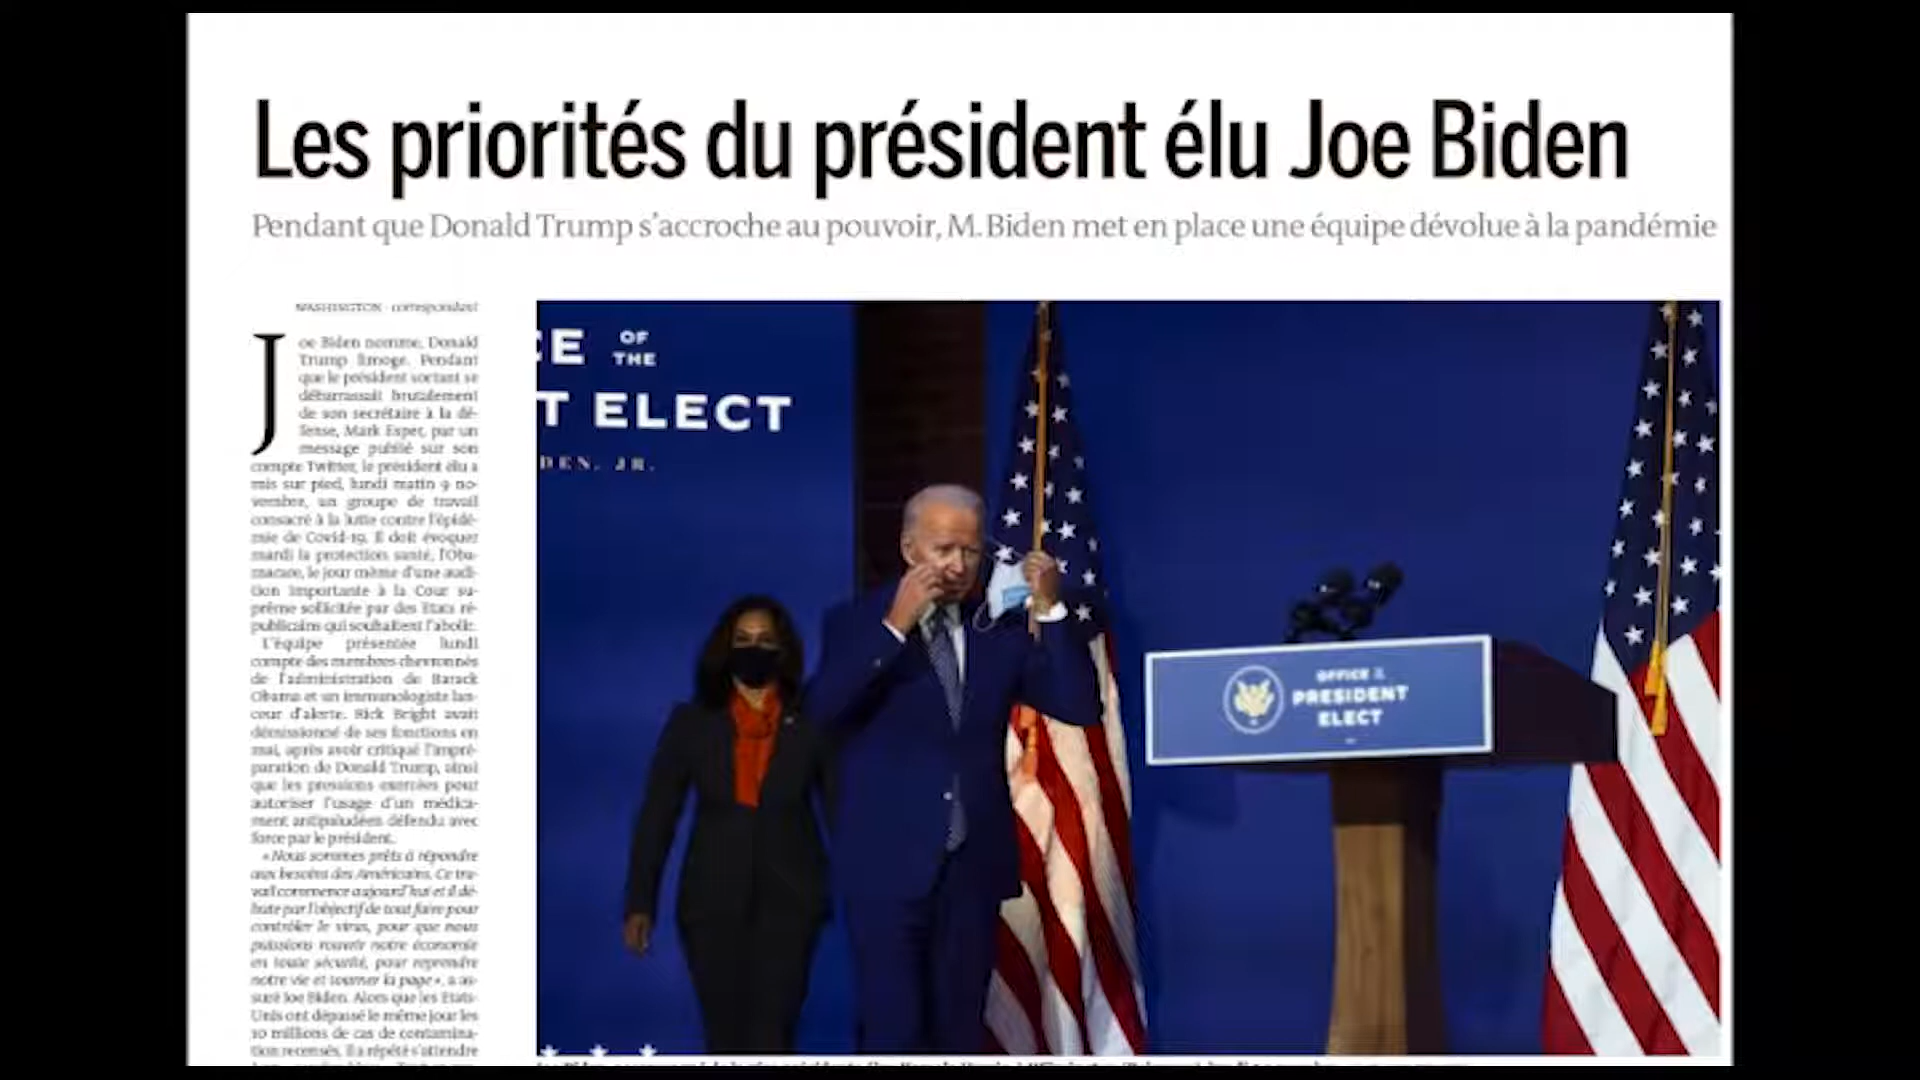 Les priorités du président élu Joe Biden
Pendant que Donald Trump s'accroche au pouvoir, M. Biden met en place une équipe dévolue à la pandémie
WASHINGTON - correspondant
Joe Biden nomme, Donald
Trump limoge. Pendant
que le président sortant se
débarrassait brutalement
de son secrétaire à la dé-
fense, Mark Esper, par un
message publié sur son
compte Twitter, le président élu a
mis sur pied, lundi matin 9 no-
vembre, un groupe de travail
consacré à la lutte contre l'épidé-
mie de Covid-19. Il doit évoquer
mardi la protection santé, l'Oba-
macare, le jour même d'une audi-
tion importante à la Cour su-
prême sollicitée par des Etats ré-
publicains qui souhaitent l'abolir.
L'équipe présentée lundi
compte des membres chevronnés
de l'administration de Barack
Obama et un immunologiste lan-
ceur d'alerte. Rick Bright avait
démissionné de ses fonctions en
mai, après avoir critiqué l'impré-
paration de Donald Trump, ainsi
que les pressions exercées pour
autoriser l'usage d'un médica-
ment antipaludéen défendu avec
force par le président.
« Nous sommes prêts à répondre
aux besoins des Américains. Ce tra-
vail commence aujourd'hui et il dé-
bute par l'objectif de tout faire pour
contrôler le virus, pour que nous
puissions rouvrir notre économie
en toute sécurité, pour reprendre
notre vie et tourner la page », a as-
suré Joe Biden. Alors que les Etats-
Unis ont dépassé le même jour les
10 millions de cas de contamina-
tion recensés, il a répété s'attendre
CE OF THE
T ELECT
DEN, JR.
OFFICE of the
PRESIDENT
ELECT